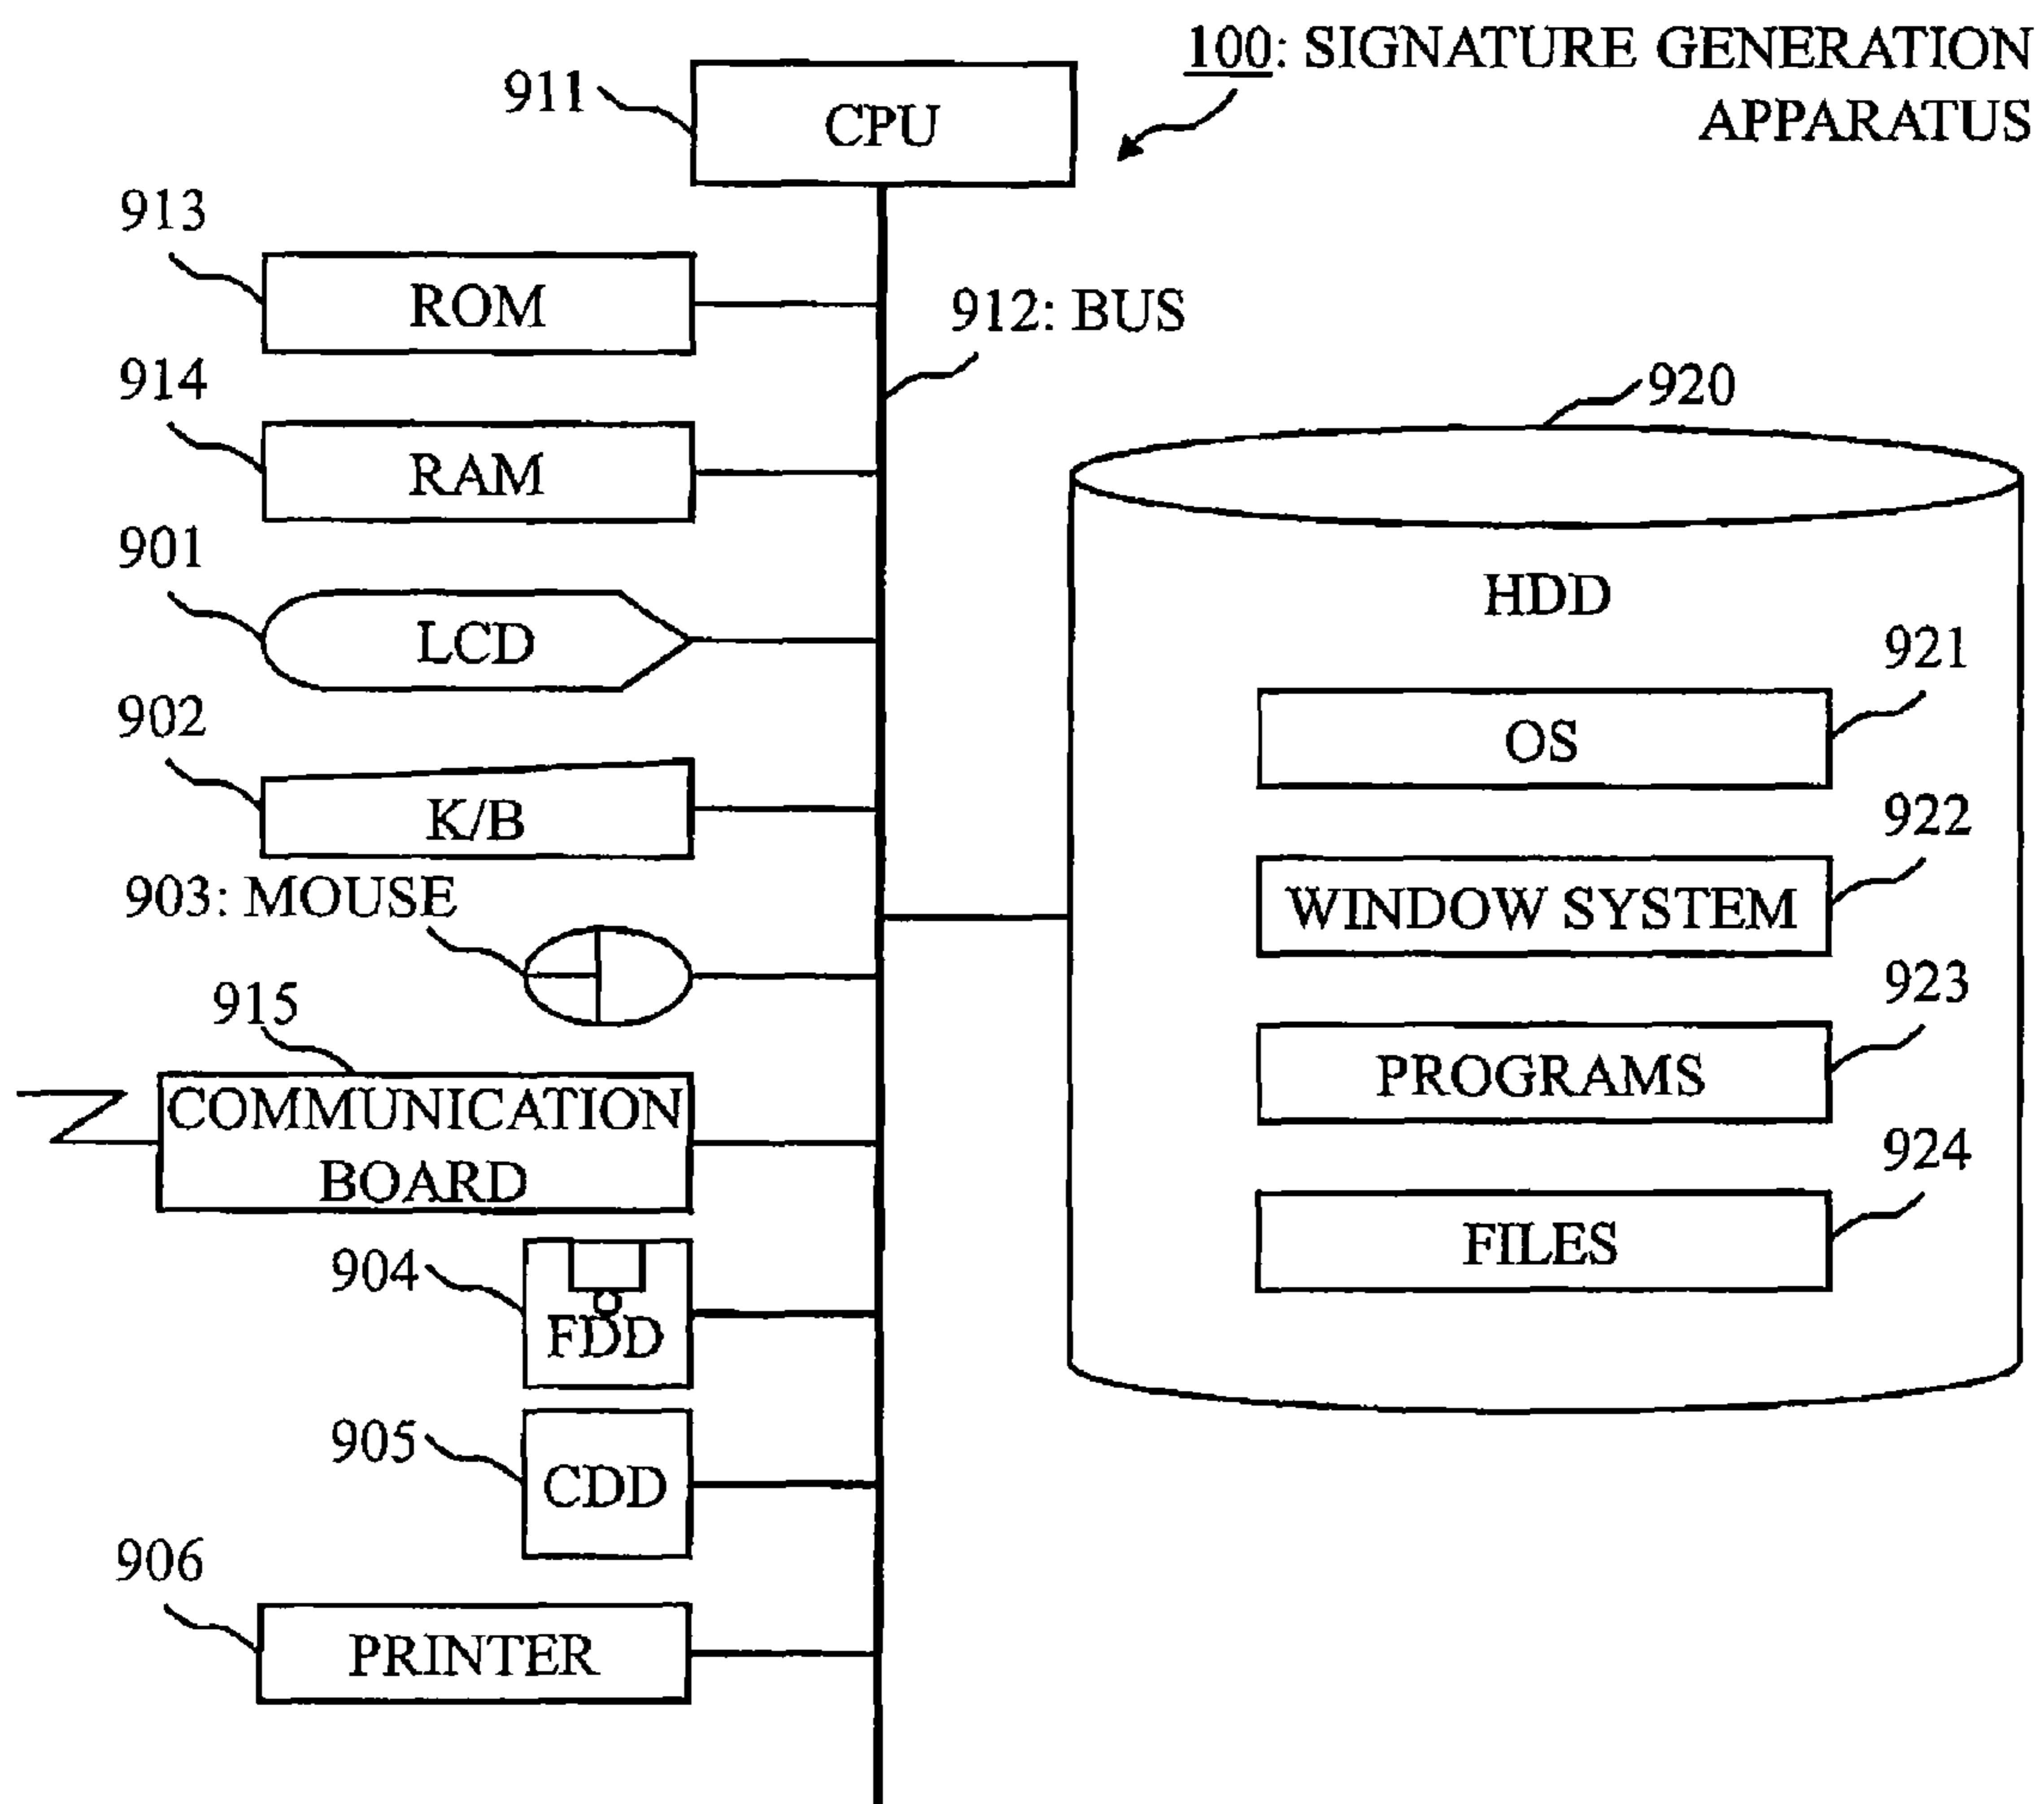 100: SIGNATURE GENERATION
APPARATUS
911
CPU
913
ROM
912: BUS
914
RAM
920
901
LCD
HDD
921
OS
902
K/B
922
WINDOW SYSTEM
903: MOUSE
923
PROGRAMS
915
COMMUNICATION
BOARD
924
FILES
904
FDD
905
CDD
906
PRINTER